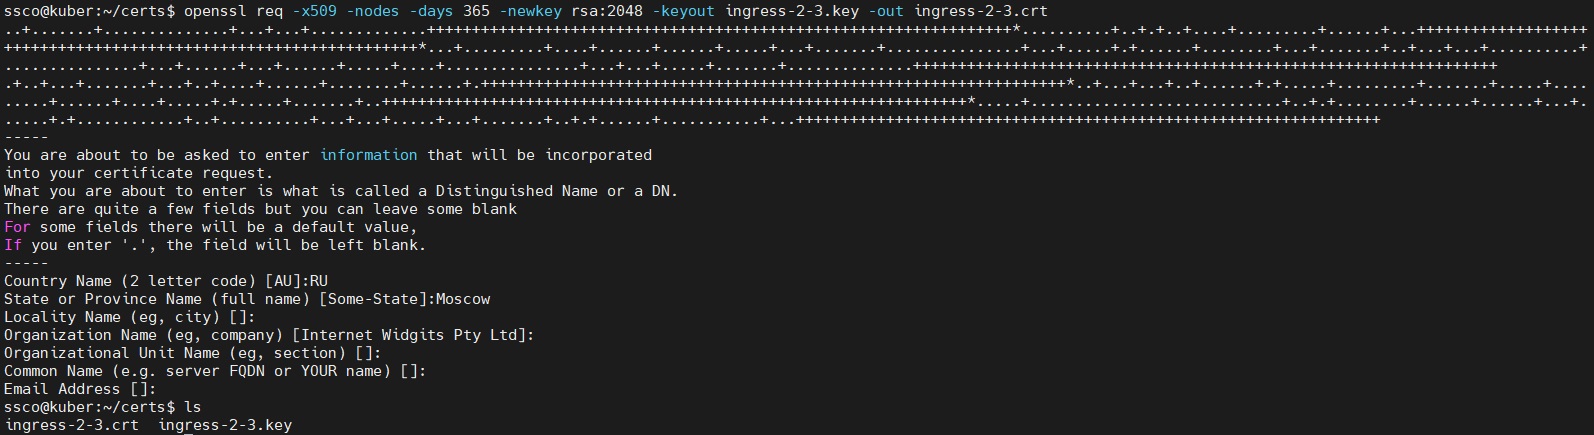 ssco@kuber:~/certs$ openssl req -x509 -nodes -days 365 -newkey rsa:2048 -keyout ingress-2-3.key -out ingress-2-3.crt
-----
You are about to be asked to enter information that will be incorporated
into your certificate request.
What you are about to enter is what is called a Distinguished Name or a DN.
There are quite a few fields but you can leave some blank
For some fields there will be a default value,
If you enter '.', the field will be left blank.
-----
Country Name (2 letter code) [AU]:RU
State or Province Name (full name) [Some-State]:Moscow
Locality Name (eg, city) []:
Organization Name (eg, company) [Internet Widgits Pty Ltd]:
Organizational Unit Name (eg, section) []:
Common Name (e.g. server FQDN or YOUR name) []:
Email Address []:
ssco@kuber:~/certs$ ls
ingress-2-3.crt  ingress-2-3.key